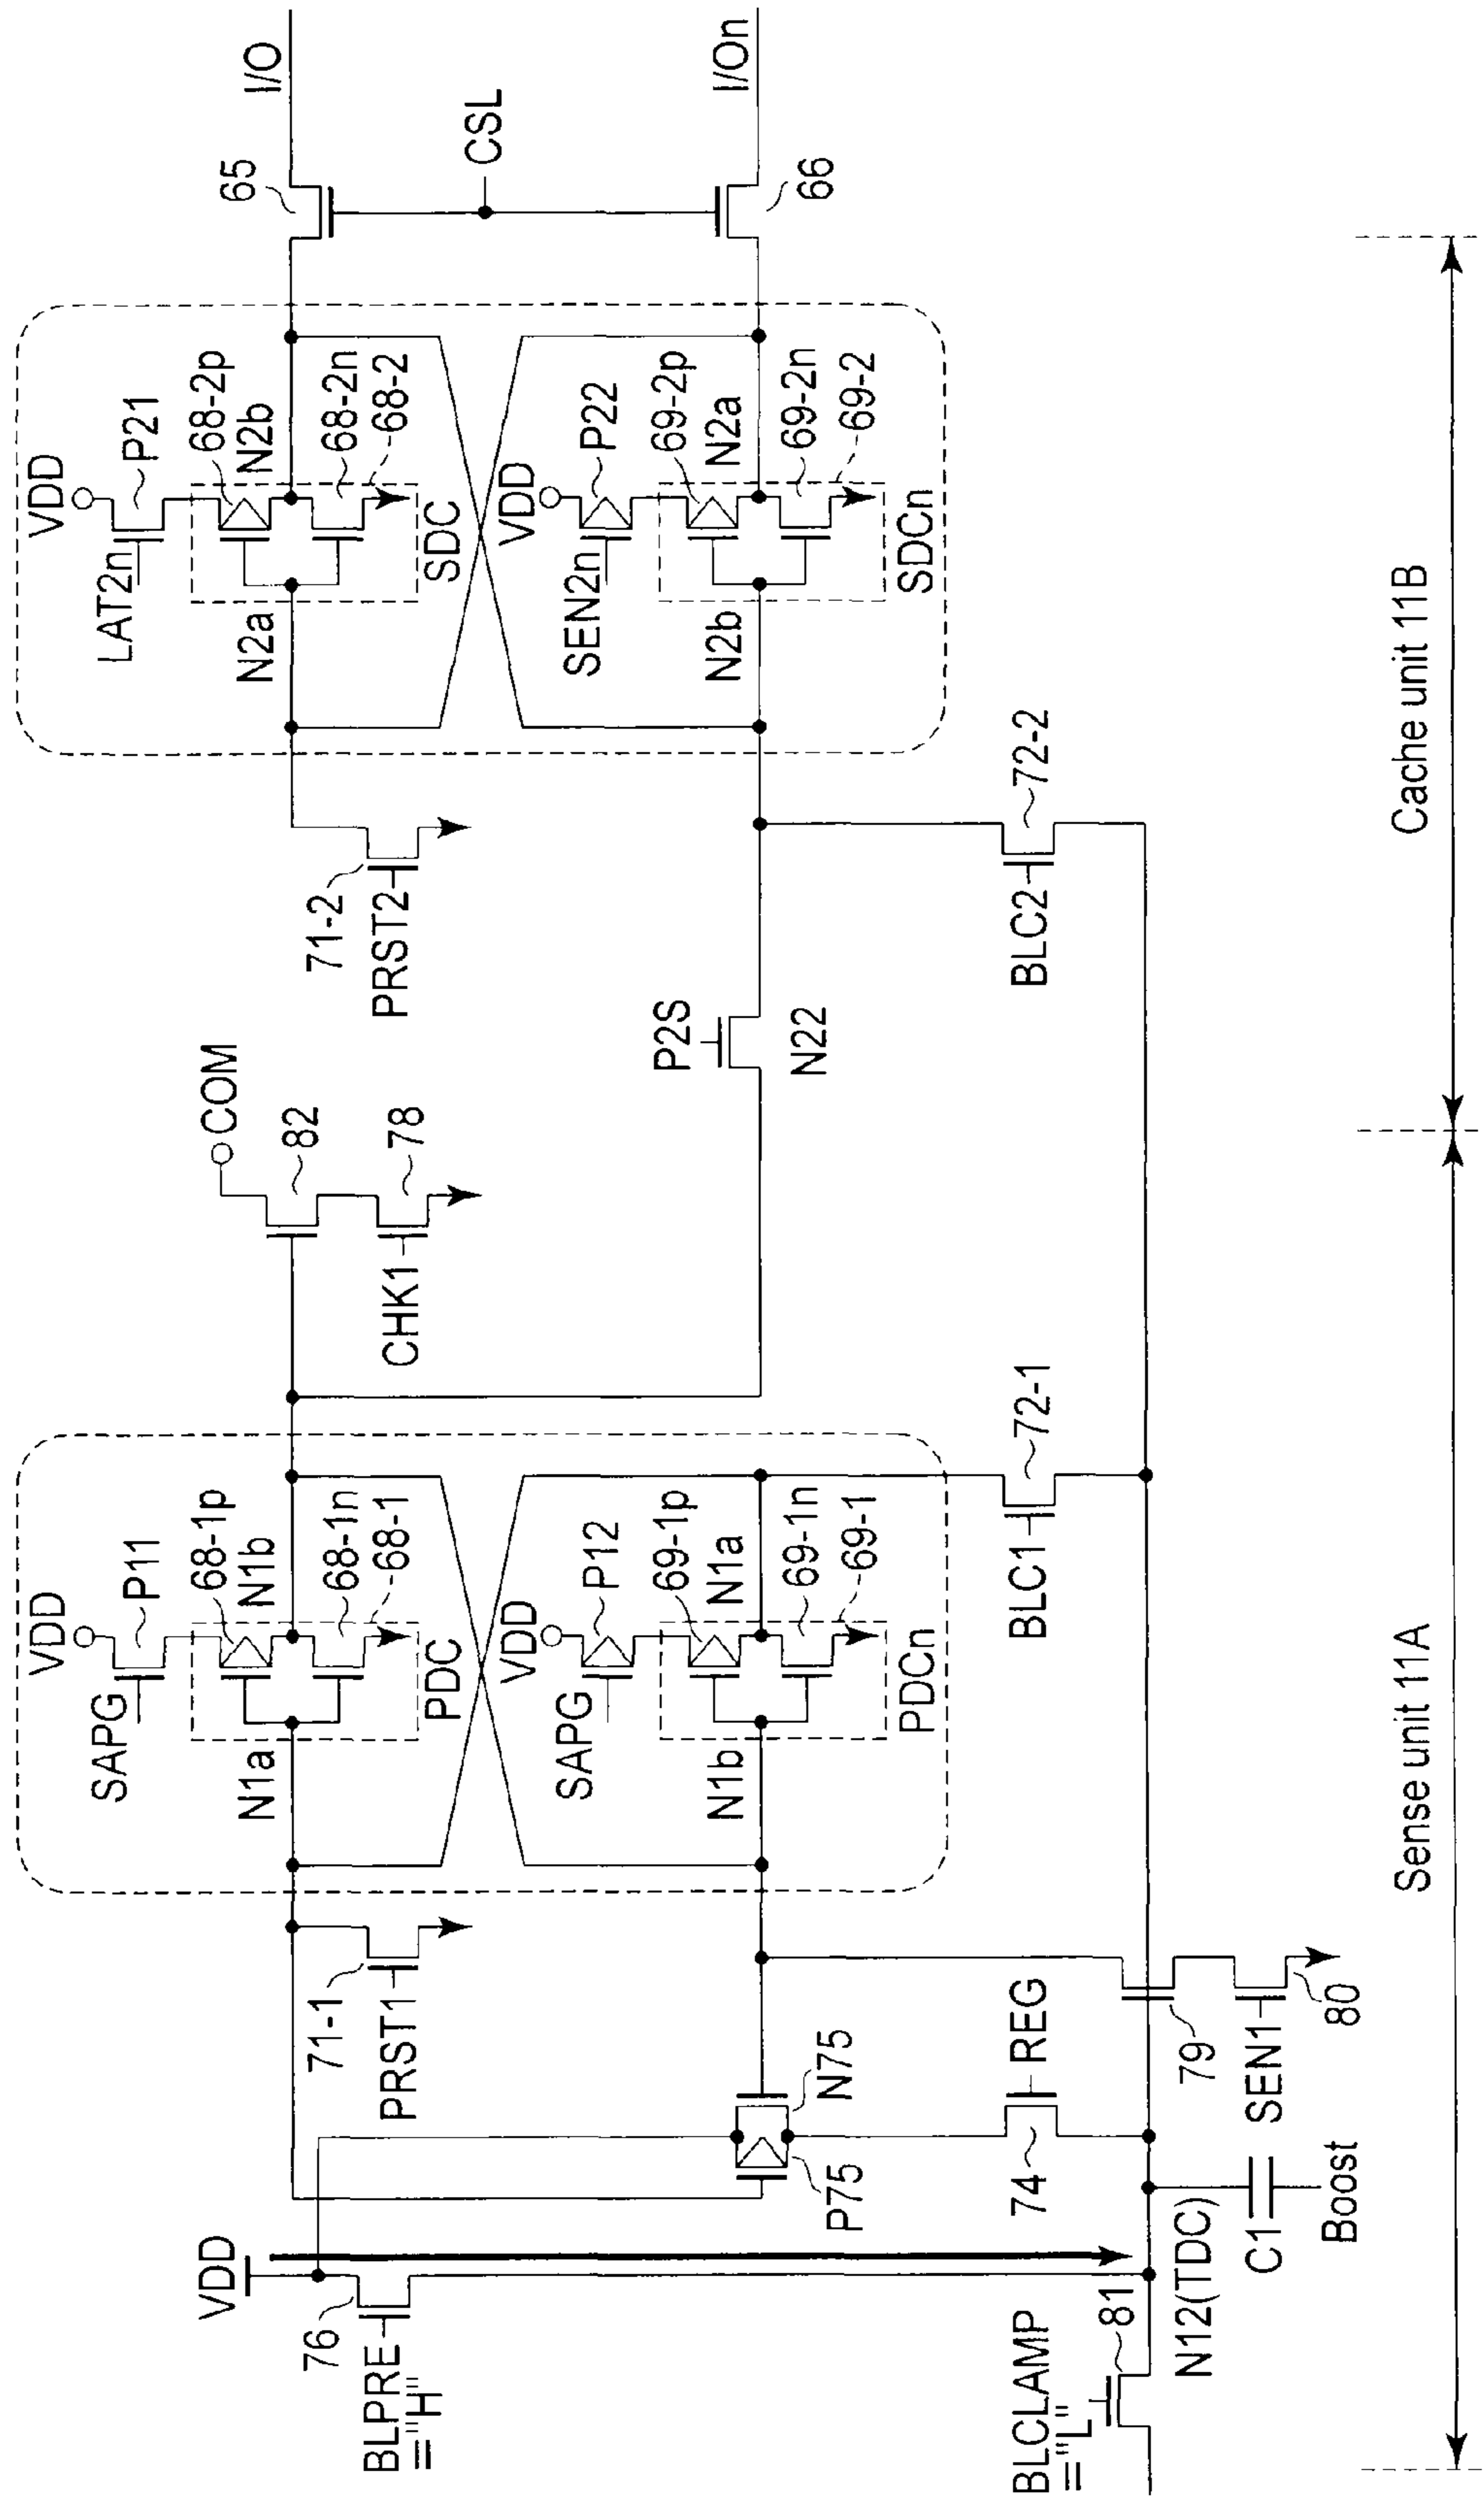 VDD
BLPRE
="H"
76
BLCLAMP
="L"
81
N12(TDC)
C1
Boost
P75
N75
74
REG
79
SEN1
80
71-1
PRST1
VDD
SAPG
P11
68-1p
N1a
N1b
68-1n
68-1
PDC
VDD
SAPG
P12
69-1p
N1b
N1a
69-1n
69-1
PDCn
BLC1
72-1
COM
82
CHK1
78
P2S
N22
71-2
PRST2
BLC2
72-2
VDD
LAT2n
P21
68-2p
N2a
N2b
68-2n
68-2
SDC
VDD
SEN2n
P22
69-2p
N2b
N2a
69-2n
69-2
SDCn
65
I/O
CSL
66
I/On
Sense unit 11A
Cache unit 11B